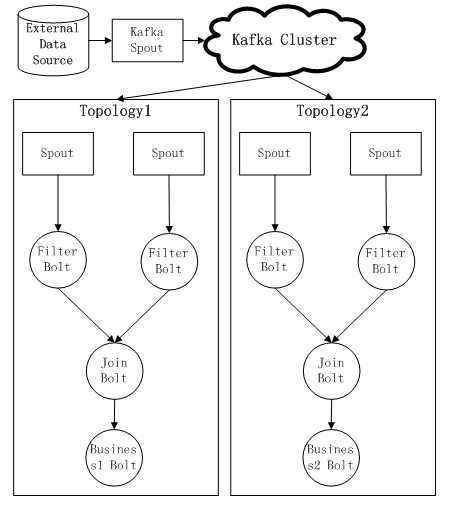 External
Data
Source
Kafka
Spout
Kafka Cluster
Topology1
Spout
Spout
Filter
Bolt
Filter
Bolt
Join
Bolt
Busines
s1 Bolt
Topology2
Spout
Spout
Filter
Bolt
Filter
Bolt
Join
Bolt
Busines
s2 Bolt